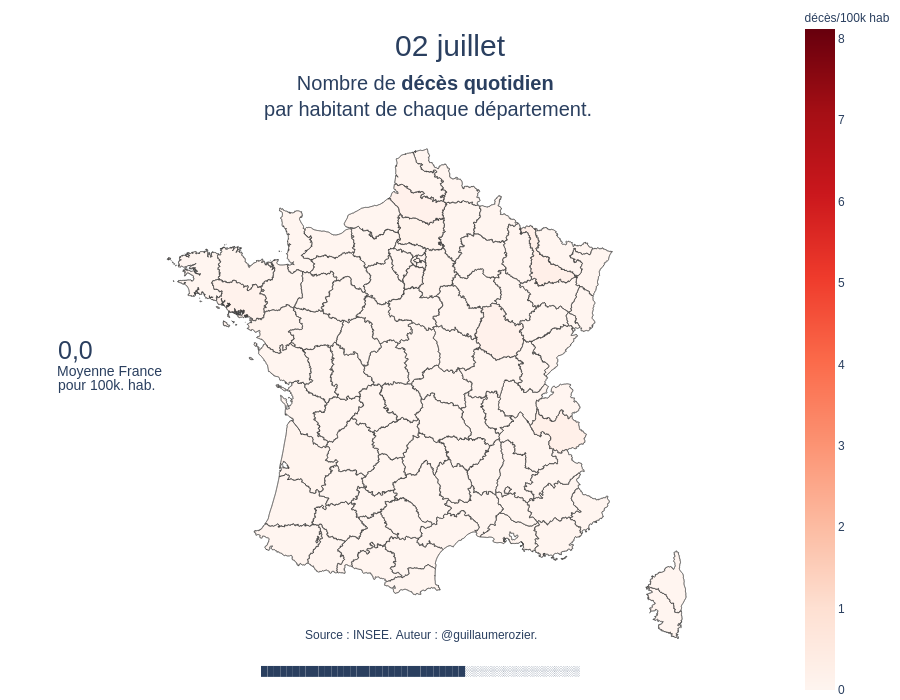 décès/100k hab
02 juillet
Nombre de décès quotidien
par habitant de chaque département.
8
7
6
5
4
3
2
1
0
0,0
Moyenne France
pour 100k. hab.
Source : INSEE. Auteur : @guillaumerozier.